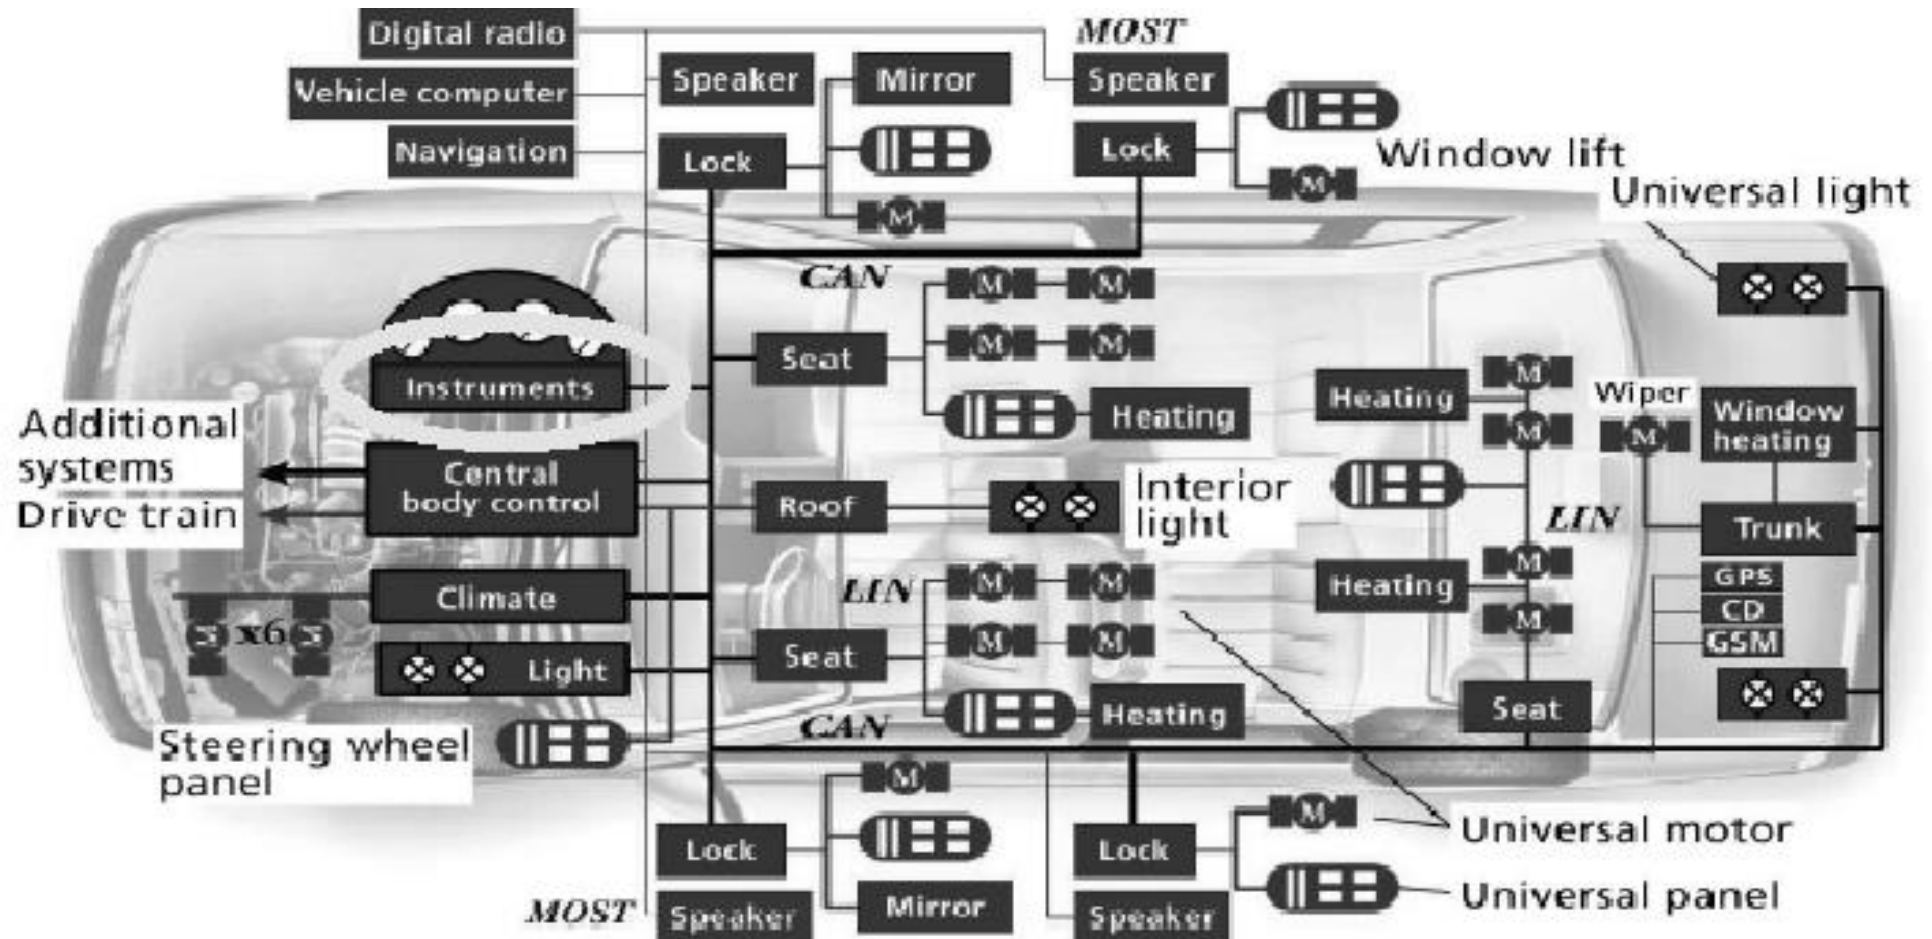 Digital radio
MOST
Speaker
Mirror
Speaker
Vehicle computer
Navigation
Lock
Lock
Window lift
M
M
Universal light
CAN
M
M
Seat
M
M
Instruments
Heating
Heating
M
M
Wiper
M
Window
heating
Additional
systems
Drive train
Central
body control
Roof
Interior
light
LIN
Trunk
Climate
LIN
M
M
Heating
M
M
GPS
CD
GSM
x6
Light
Seat
M
M
Heating
Seat
CAN
Steering wheel
panel
M
M
Universal motor
Lock
Lock
Universal panel
MOST
Speaker
Mirror
Speaker